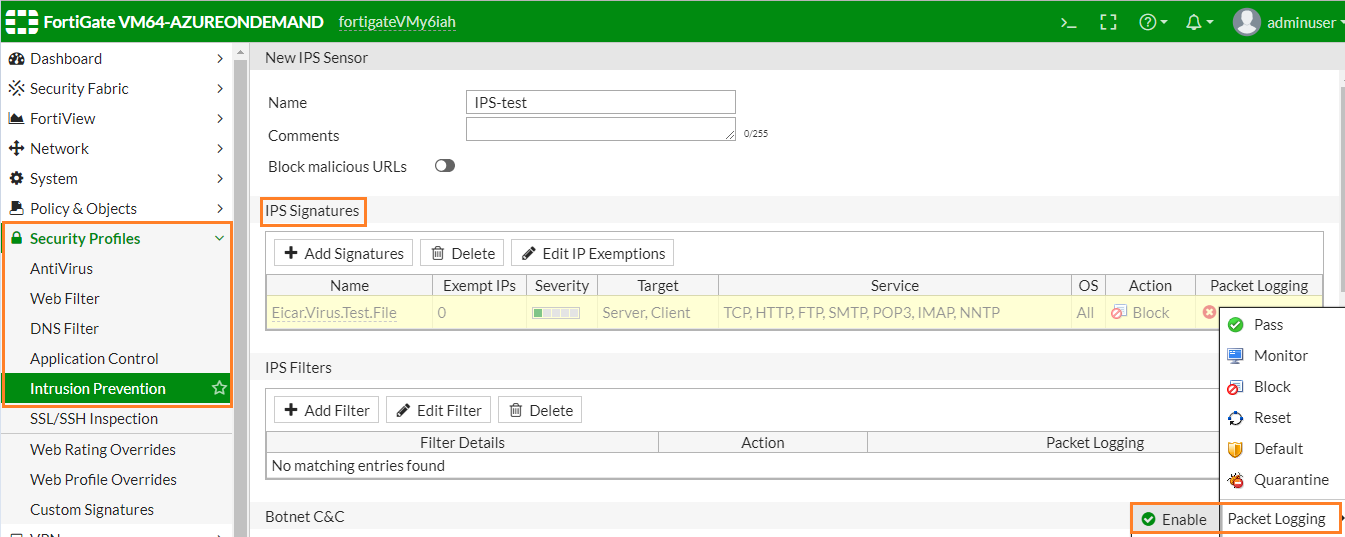 FortiGate VM64-AZUREONDEMAND fortigateVMy6iah
>_ adminuser
Dashboard
Security Fabric
FortiView
Network
System
Policy & Objects
Security Profiles
AntiVirus
Web Filter
DNS Filter
Application Control
Intrusion Prevention
SSL/SSH Inspection
Web Rating Overrides
Web Profile Overrides
Custom Signatures
VPN
New IPS Sensor
Name IPS-test
Comments 0/255
Block malicious URLs
IPS Signatures
Add Signatures Delete Edit IP Exemptions
Name Exempt IPs Severity Target Service OS Action Packet Logging
Eicar.Virus.Test.File 0 Server, Client TCP, HTTP, FTP, SMTP, POP3, IMAP, NNTP All Block
IPS Filters
Add Filter Edit Filter Delete
Filter Details Action Packet Logging
No matching entries found
Botnet C&C
Pass
Monitor
Block
Reset
Default
Quarantine
Enable Packet Logging